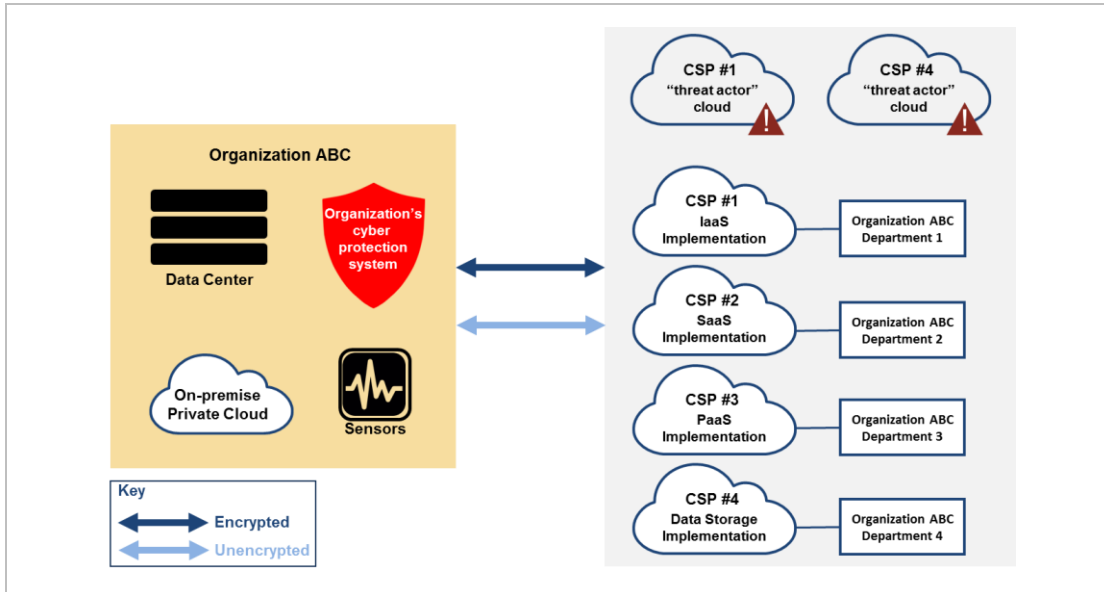 Organization ABC
Data Center
Organization's
cyber
protection
system
On-premise
Private Cloud
Sensors
Key
Encrypted
Unencrypted
CSP #1
“threat actor”
cloud
CSP #4
“threat actor”
cloud
CSP #1
IaaS
Implementation
Organization ABC
Department 1
CSP #2
SaaS
Implementation
Organization ABC
Department 2
CSP #3
PaaS
Implementation
Organization ABC
Department 3
CSP #4
Data Storage
Implementation
Organization ABC
Department 4